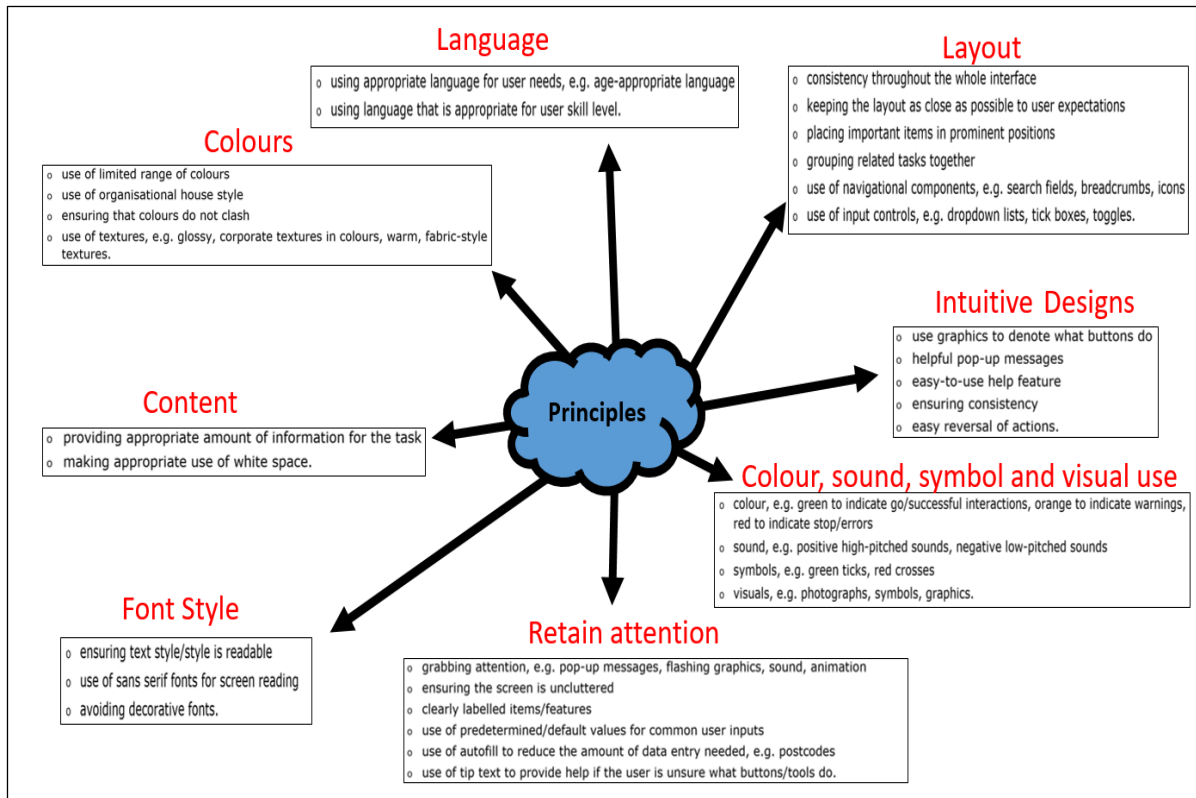 Language
o using appropriate language for user needs, e.g. age-appropriate language
o using language that is appropriate for user skill level.
Layout
o consistency throughout the whole interface
o keeping the layout as close as possible to user expectations
o placing important items in prominent positions
o grouping related tasks together
o use of navigational components, e.g. search fields, breadcrumbs, icons
o use of input controls, e.g. dropdown lists, tick boxes, toggles.
Colours
o use of limited range of colours
o use of organisational house style
o ensuring that colours do not clash
o use of textures, e.g. glossy, corporate textures in colours, warm, fabric-style
textures.
Intuitive Designs
o use graphics to denote what buttons do
o helpful pop-up messages
o easy-to-use help feature
o ensuring consistency
o easy reversal of actions.
Principles
Content
o providing appropriate amount of information for the task
o making appropriate use of white space.
Colour, sound, symbol and visual use
o colour, e.g. green to indicate go/successful interactions, orange to indicate warnings,
red to indicate stop/errors
o sound, e.g. positive high-pitched sounds, negative low-pitched sounds
o symbols, e.g. green ticks, red crosses
o visuals, e.g. photographs, symbols, graphics.
Font Style
o ensuring text style/style is readable
o use of sans serif fonts for screen reading
o avoiding decorative fonts.
Retain attention
o grabbing attention, e.g. pop-up messages, flashing graphics, sound, animation
o ensuring the screen is uncluttered
o clearly labelled items/features
o use of predetermined/default values for common user inputs
o use of autofill to reduce the amount of data entry needed, e.g. postcodes
o use of tip text to provide help if the user is unsure what buttons/tools do.